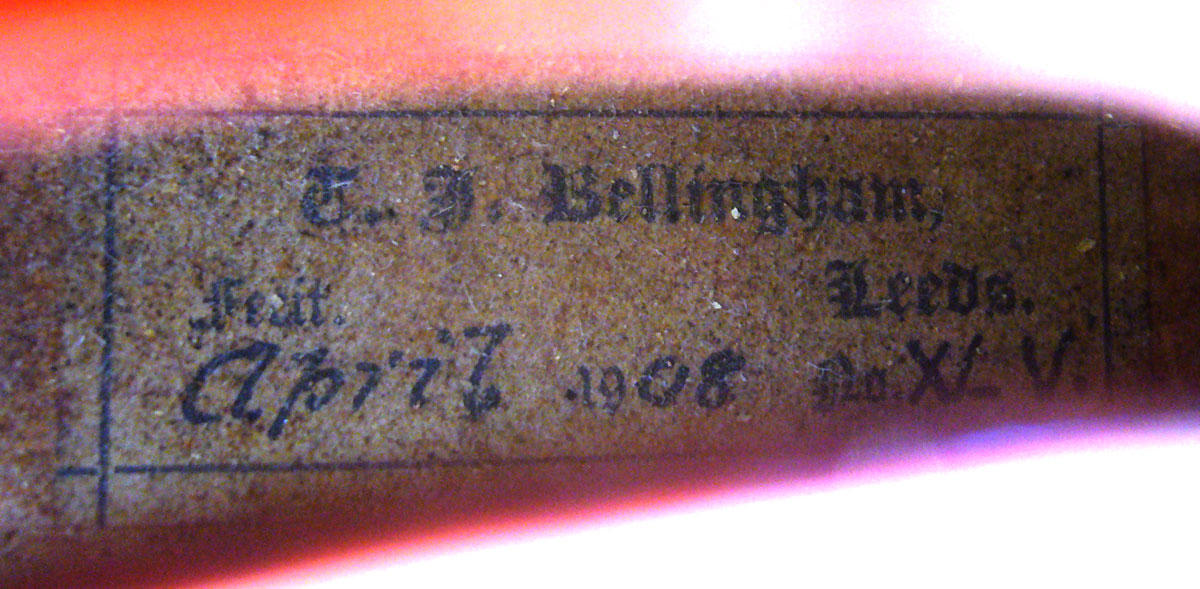 T. J. Bellingham,
Fecit. Leeds.
April 1908 No. XLV.